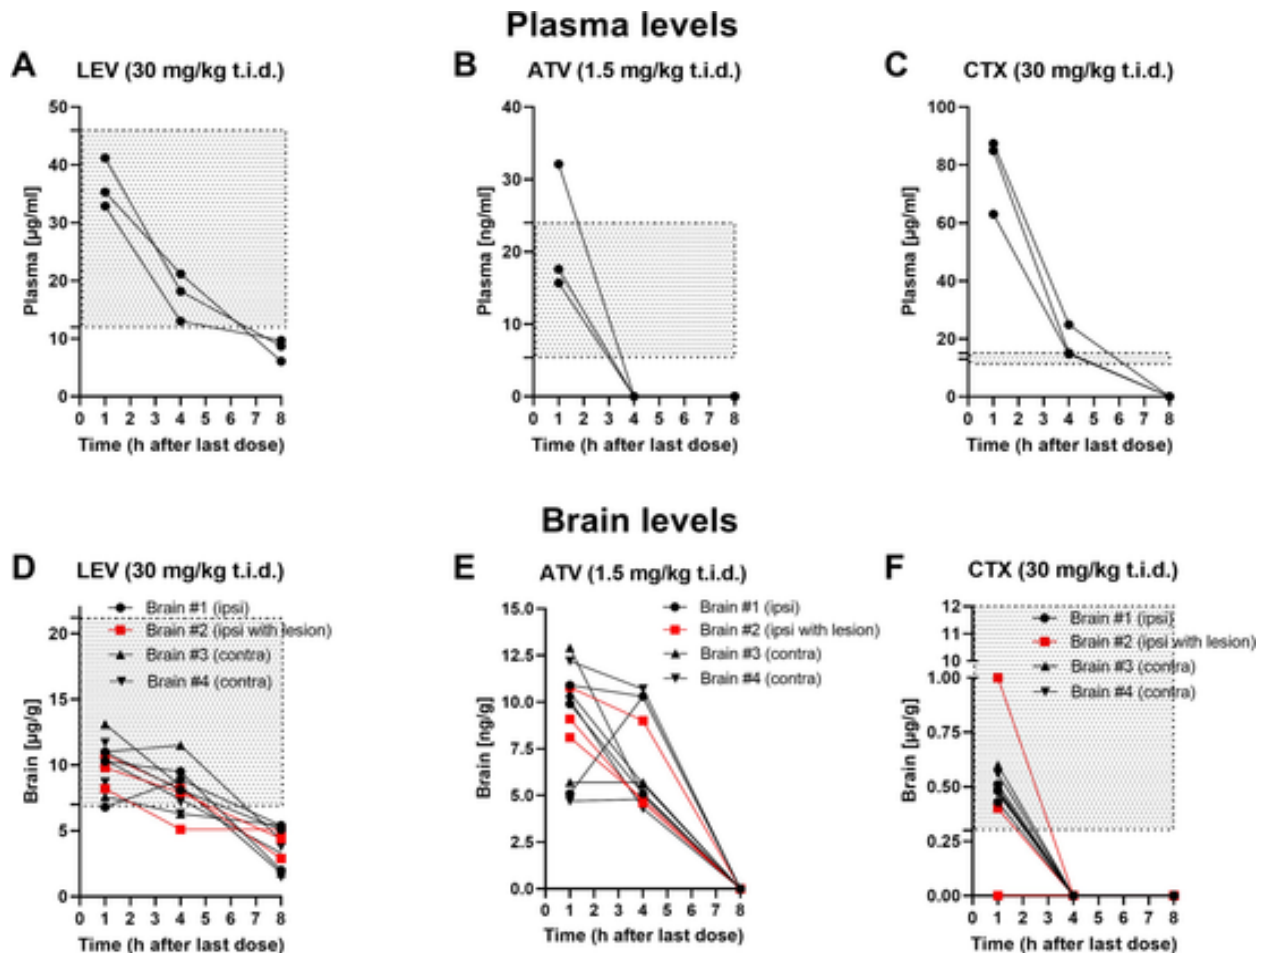 Plasma levels
A
LEV (30 mg/kg t.i.d.)
Plasma [µg/ml]
50
40
30
20
10
0
0 1 2 3 4 5 6 7 8
Time (h after last dose)
B
ATV (1.5 mg/kg t.i.d.)
Plasma [ng/ml]
40
30
20
10
0
0 1 2 3 4 5 6 7 8
Time (h after last dose)
C
CTX (30 mg/kg t.i.d.)
Plasma [µg/ml]
100
80
60
40
20
0
0 1 2 3 4 5 6 7 8
Time (h after last dose)
Brain levels
D
LEV (30 mg/kg t.i.d.)
Brain #1 (ipsi)
Brain #2 (ipsi with lesion)
Brain #3 (contra)
Brain #4 (contra)
Brain [µg/g]
20
15
10
5
0
0 1 2 3 4 5 6 7 8
Time (h after last dose)
E
ATV (1.5 mg/kg t.i.d.)
Brain #1 (ipsi)
Brain #2 (ipsi with lesion)
Brain #3 (contra)
Brain #4 (contra)
Brain [ng/g]
15.0
12.5
10.0
7.5
5.0
2.5
0.0
0 1 2 3 4 5 6 7 8
Time (h after last dose)
F
CTX (30 mg/kg t.i.d.)
Brain #1 (ipsi)
Brain #2 (ipsi with lesion)
Brain #3 (contra)
Brain #4 (contra)
Brain [µg/g]
12
11
10
1.00
0.75
0.50
0.25
0.00
0 1 2 3 4 5 6 7 8
Time (h after last dose)